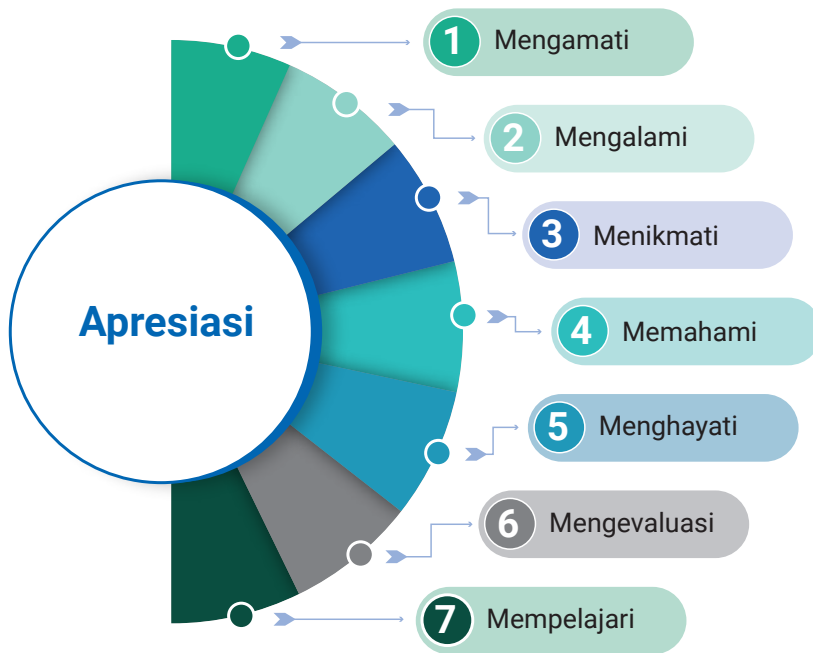 Apresiasi
1 Mengamati
2 Mengalami
3 Menikmati
4 Memahami
5 Menghayati
6 Mengevaluasi
7 Mempelajari